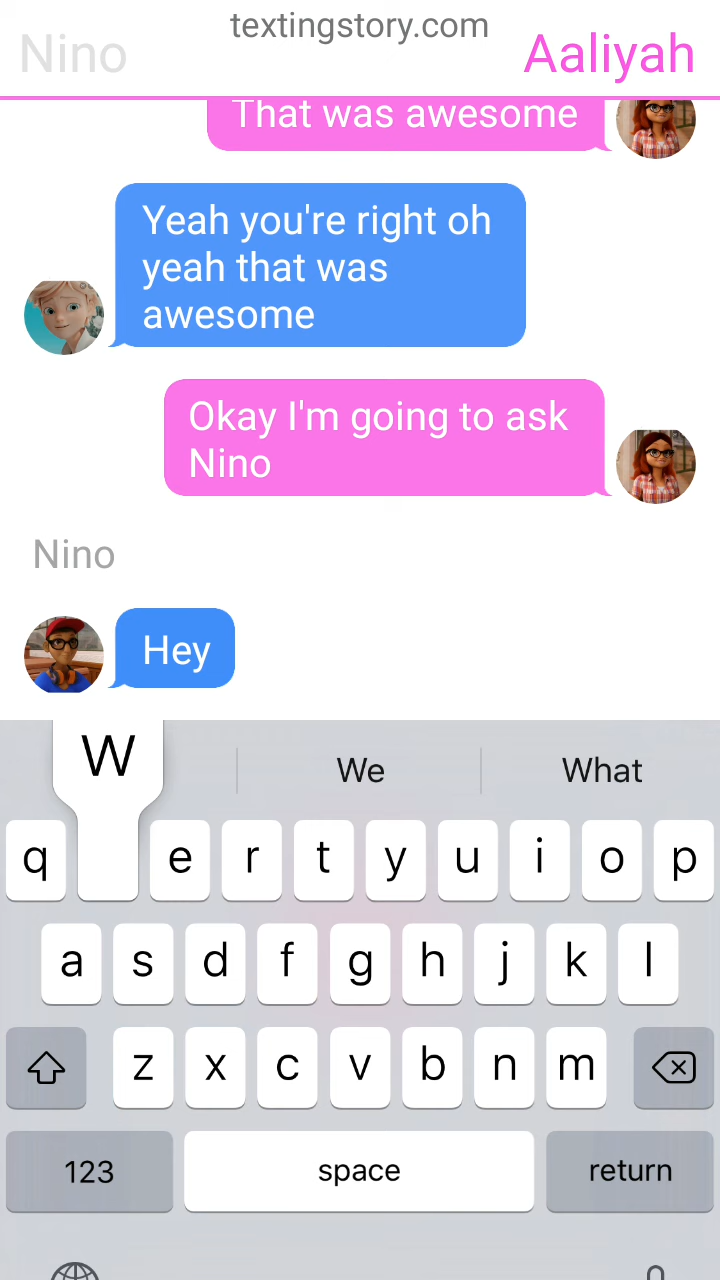 textingstory.com
Nino
Aaliyah
That was awesome
Yeah you're right oh
yeah that was
awesome
Okay I'm going to ask
Nino
Nino
Hey
W
We
What
q e r t y u i o p
a s d f g h j k l
z x c v b n m
123 space return